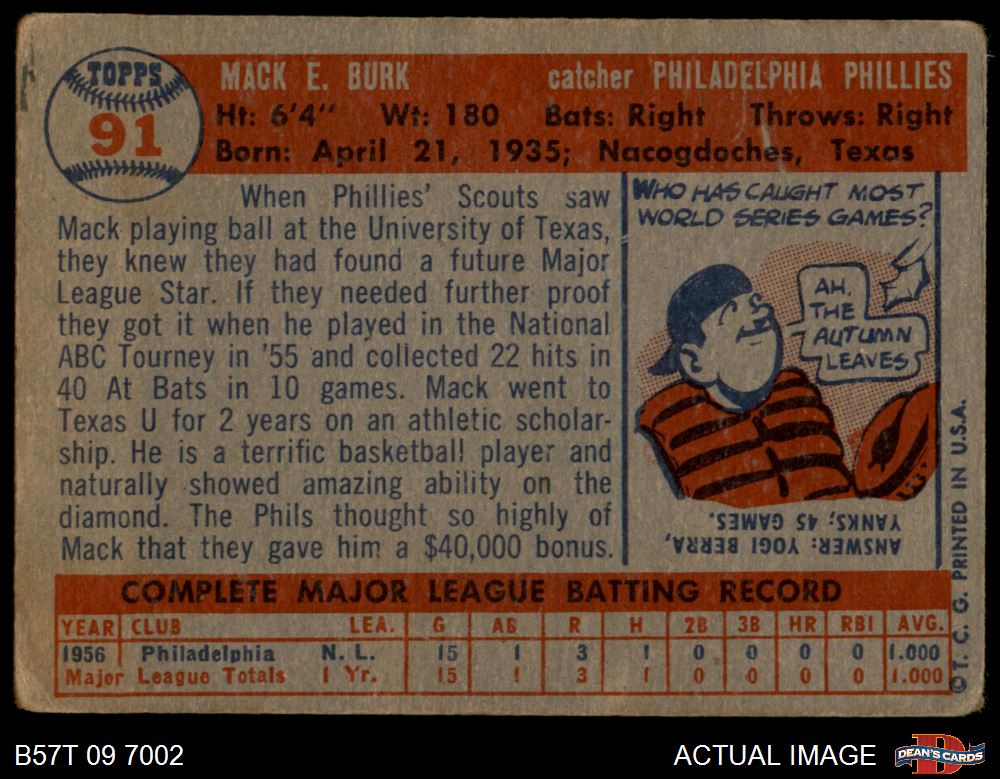 TOPPS
91
MACK E. BURK catcher PHILADELPHIA PHILLIES
Ht: 6'4" Wt: 180 Bats: Right Throws: Right
Born: April 21, 1935; Nacogdoches, Texas
When Phillies' Scouts saw
Mack playing ball at the University of Texas,
they knew they had found a future Major
League Star. If they needed further proof
they got it when he played in the National
ABC Tourney in '55 and collected 22 hits in
40 At Bats in 10 games. Mack went to
Texas U for 2 years on an athletic scholar-
ship. He is a terrific basketball player and
naturally showed amazing ability on the
diamond. The Phils thought so highly of
Mack that they gave him a $40,000 bonus.
WHO HAS CAUGHT MOST
WORLD SERIES GAMES?
AH,
THE
AUTUMN
LEAVES
ANSWER: YOGI BERRA,
YANKS; 45 GAMES.
©T. C. G. PRINTED IN U.S.A.
COMPLETE MAJOR LEAGUE BATTING RECORD
YEAR CLUB LEA. G AB R H 2B 3B HR RBI AVG.
1956 Philadelphia N. L. 15 1 3 1 0 0 0 0 1.000
Major League Totals 1 Yr. 15 1 3 1 0 0 0 0 1.000
B57T 09 7002 ACTUAL IMAGE DEAN'S CARDS